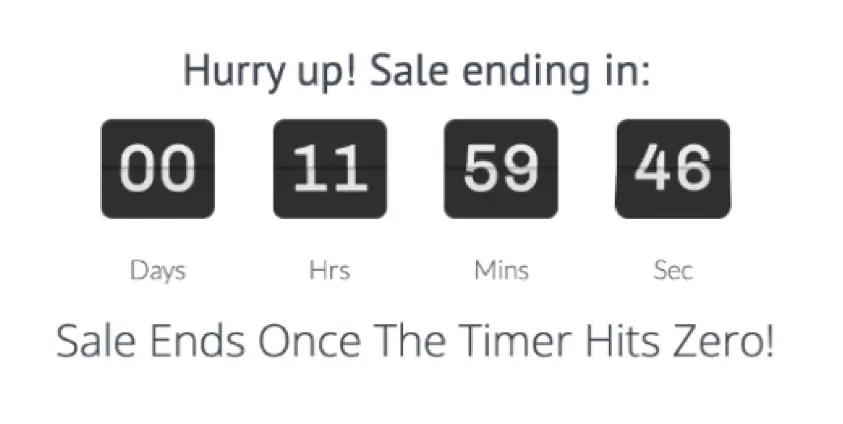 Hurry up! Sale ending in:
00 11 59 46
Days Hrs Mins Sec
Sale Ends Once The Timer Hits Zero!